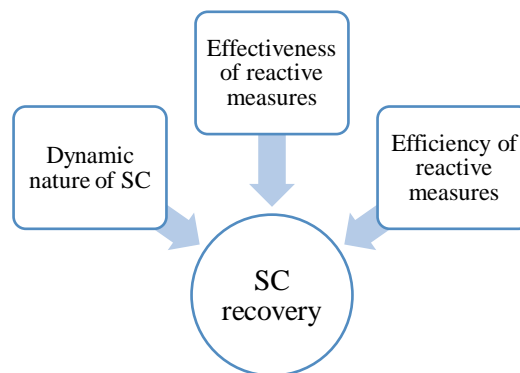 Effectiveness
of reactive
measures
Dynamic
nature of SC
Efficiency of
reactive
measures
SC
recovery